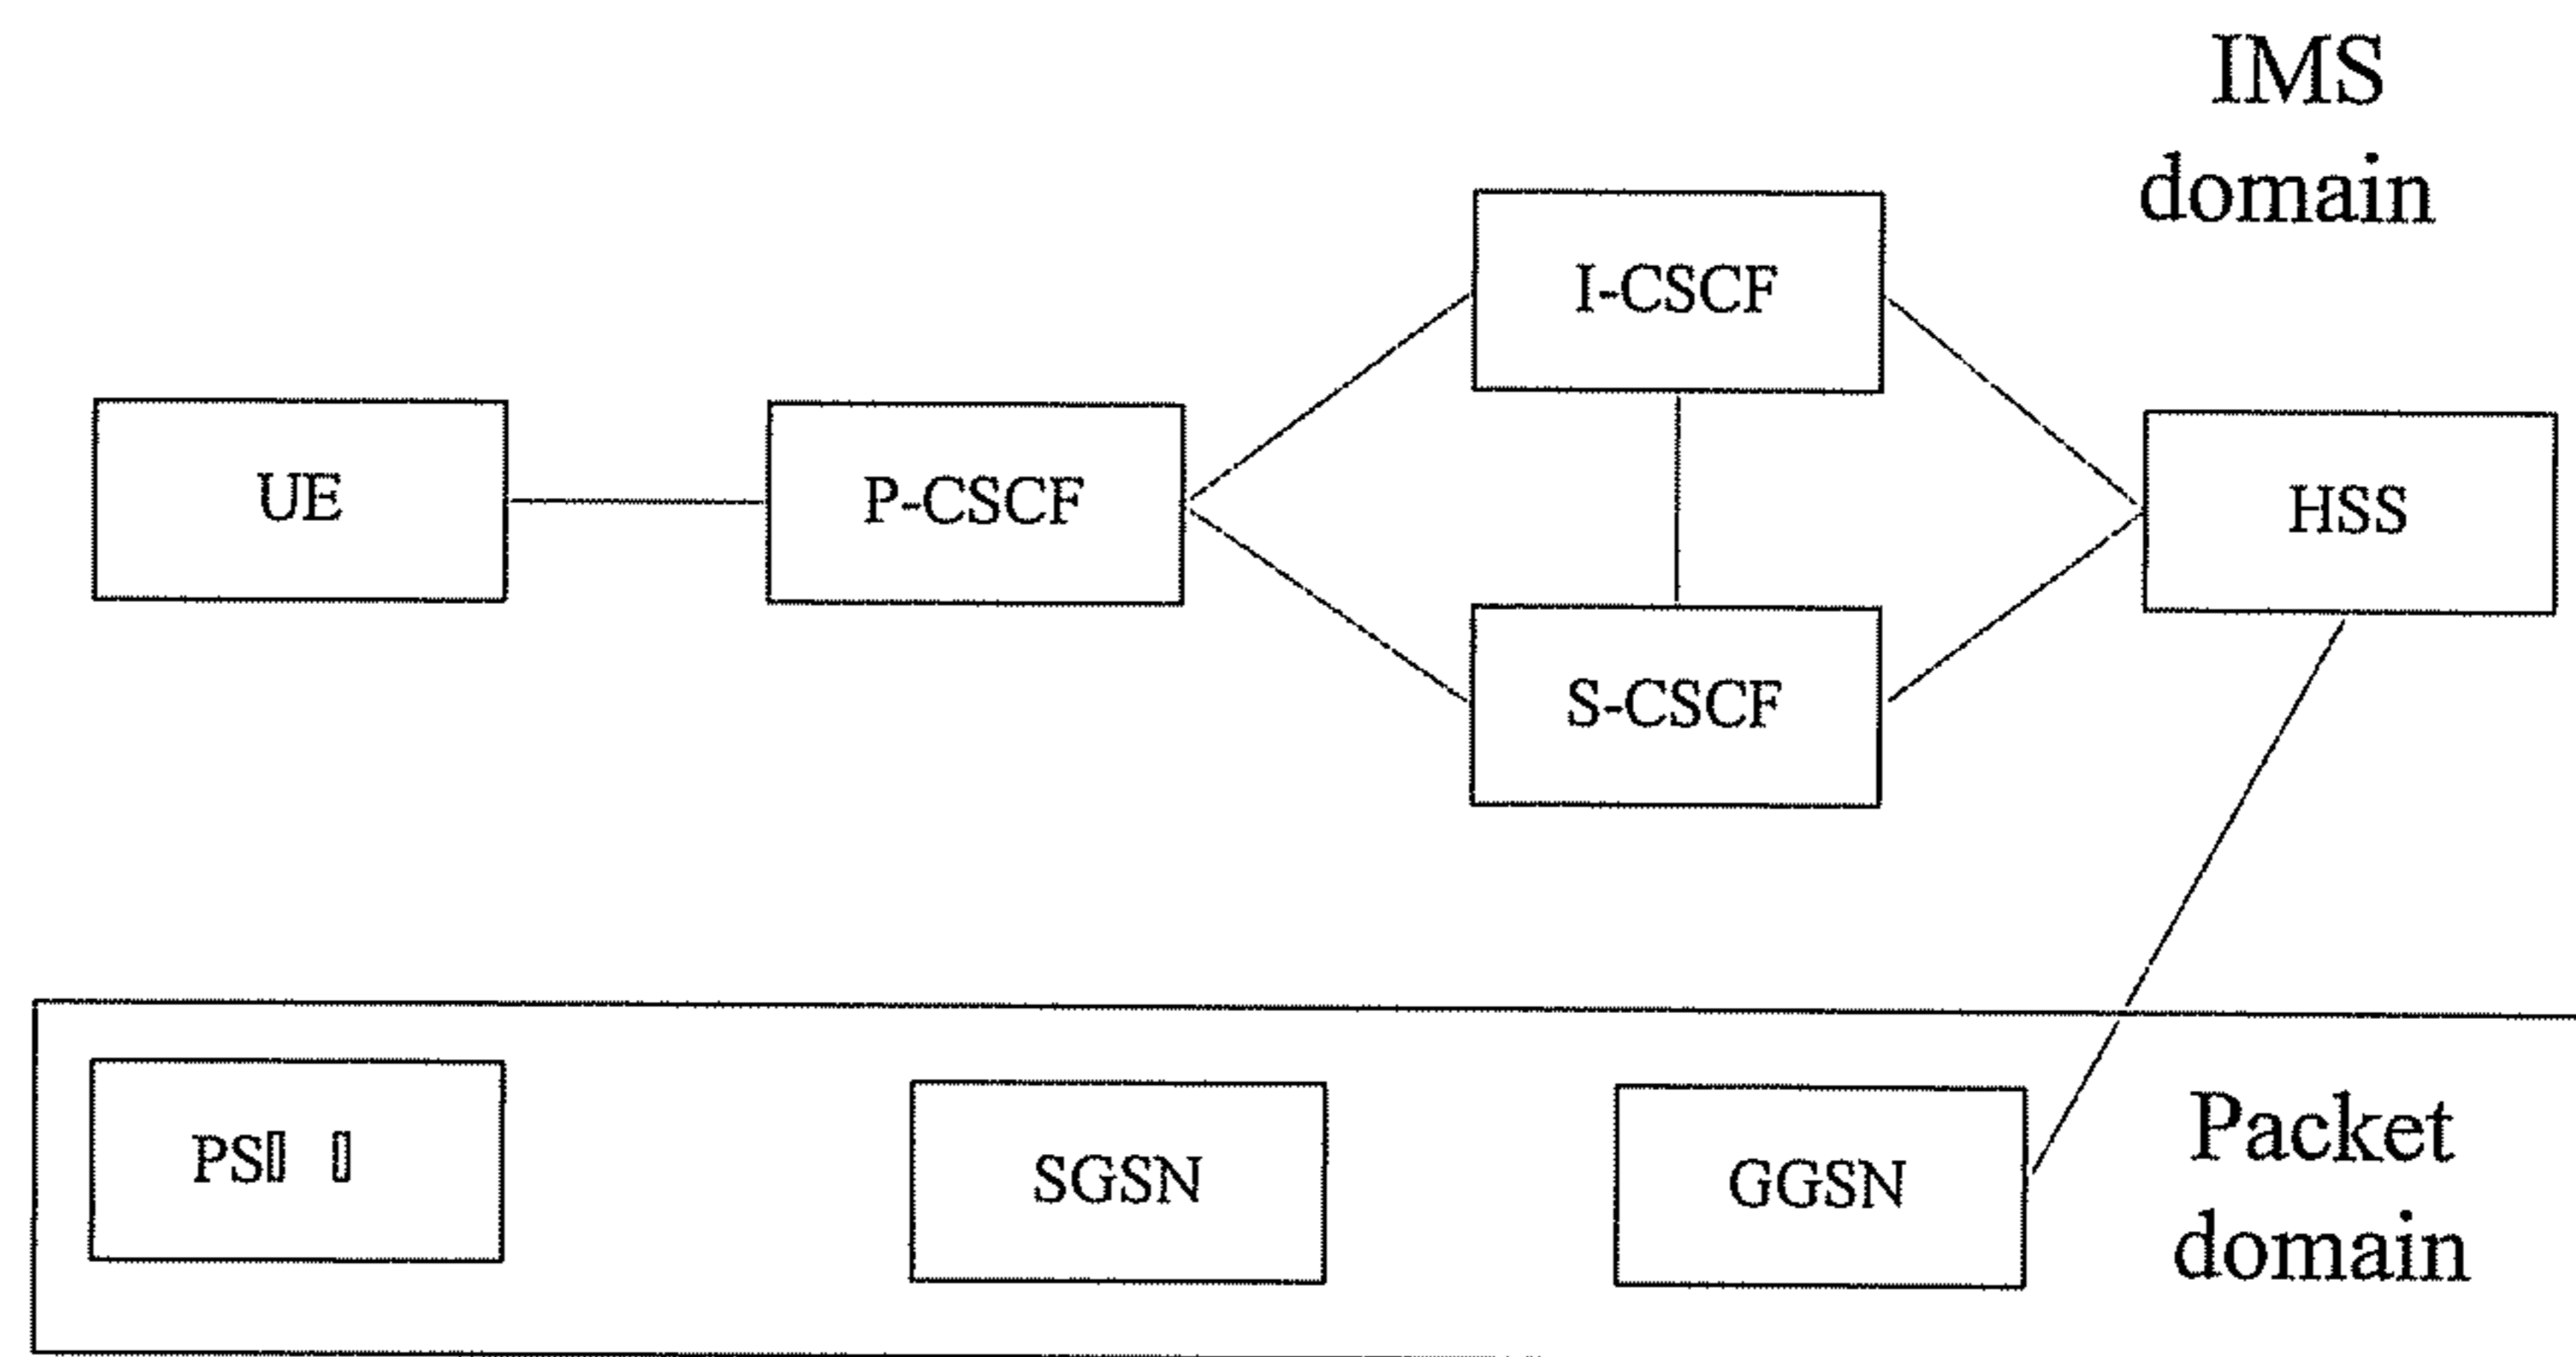 IMS
domain
I-CSCF
UE
P-CSCF
HSS
S-CSCF
PS
SGSN
GGSN
Packet
domain